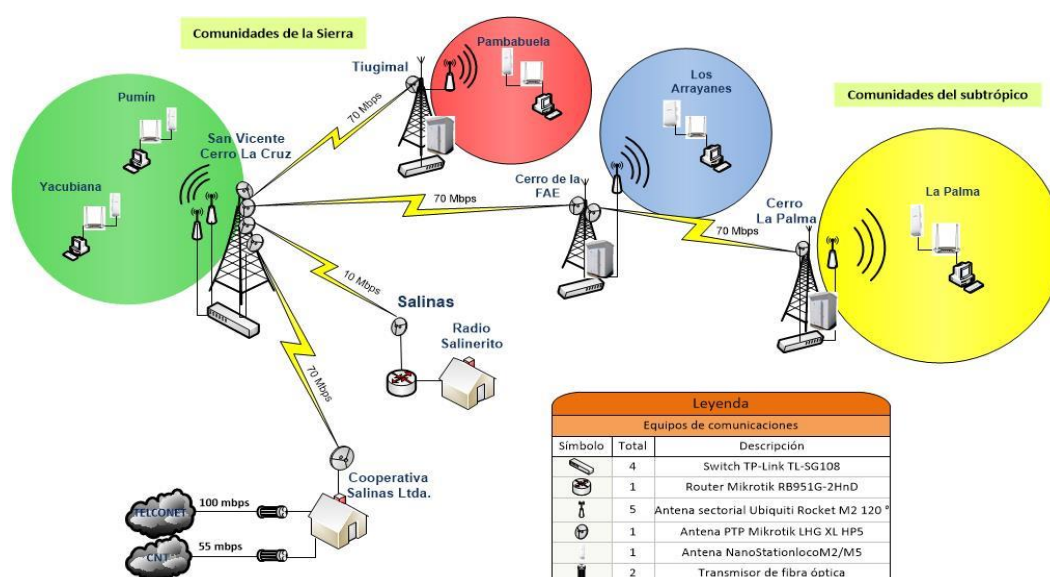 Comunidades de la Sierra
Pumín
Yacubiana
San Vicente
Cerro La Cruz
Tiugimal
Pambabuela
70 Mbps
Los
Arrayanes
Comunidades del subtrópico
70 Mbps
Cerro de la
FAE
70 Mbps
Cerro
La Palma
La Palma
10 Mbps
Salinas
Radio
Salinerito
70 Mbps
Cooperativa
Salinas Ltda.
TELCONET
100 mbps
CNT
55 mbps
Leyenda
Equipos de comunicaciones
Símbolo Total Descripción
4 Switch TP-Link TL-SG108
1 Router Mikrotik RB951G-2HnD
5 Antena sectorial Ubiquiti Rocket M2 120 °
1 Antena PTP Mikrotik LHG XL HP5
1 Antena NanoStationlocoM2/M5
2 Transmisor de fibra óptica